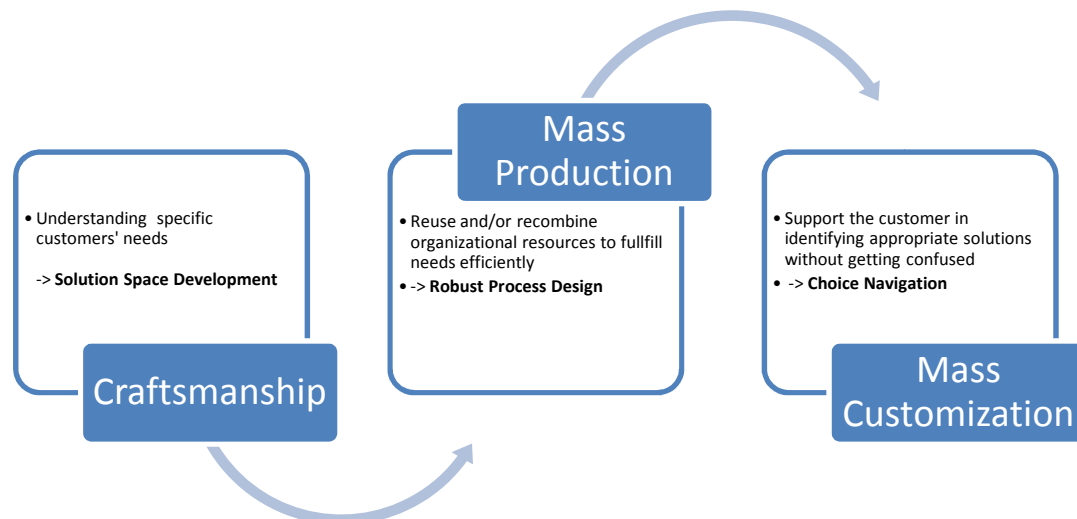 • Understanding specific
customers' needs
-> Solution Space Development
Craftsmanship
Mass
Production
• Reuse and/or recombine
organizational resources to fullfill
needs efficiently
• -> Robust Process Design
• Support the customer in
identifying appropriate solutions
without getting confused
• -> Choice Navigation
Mass
Customization